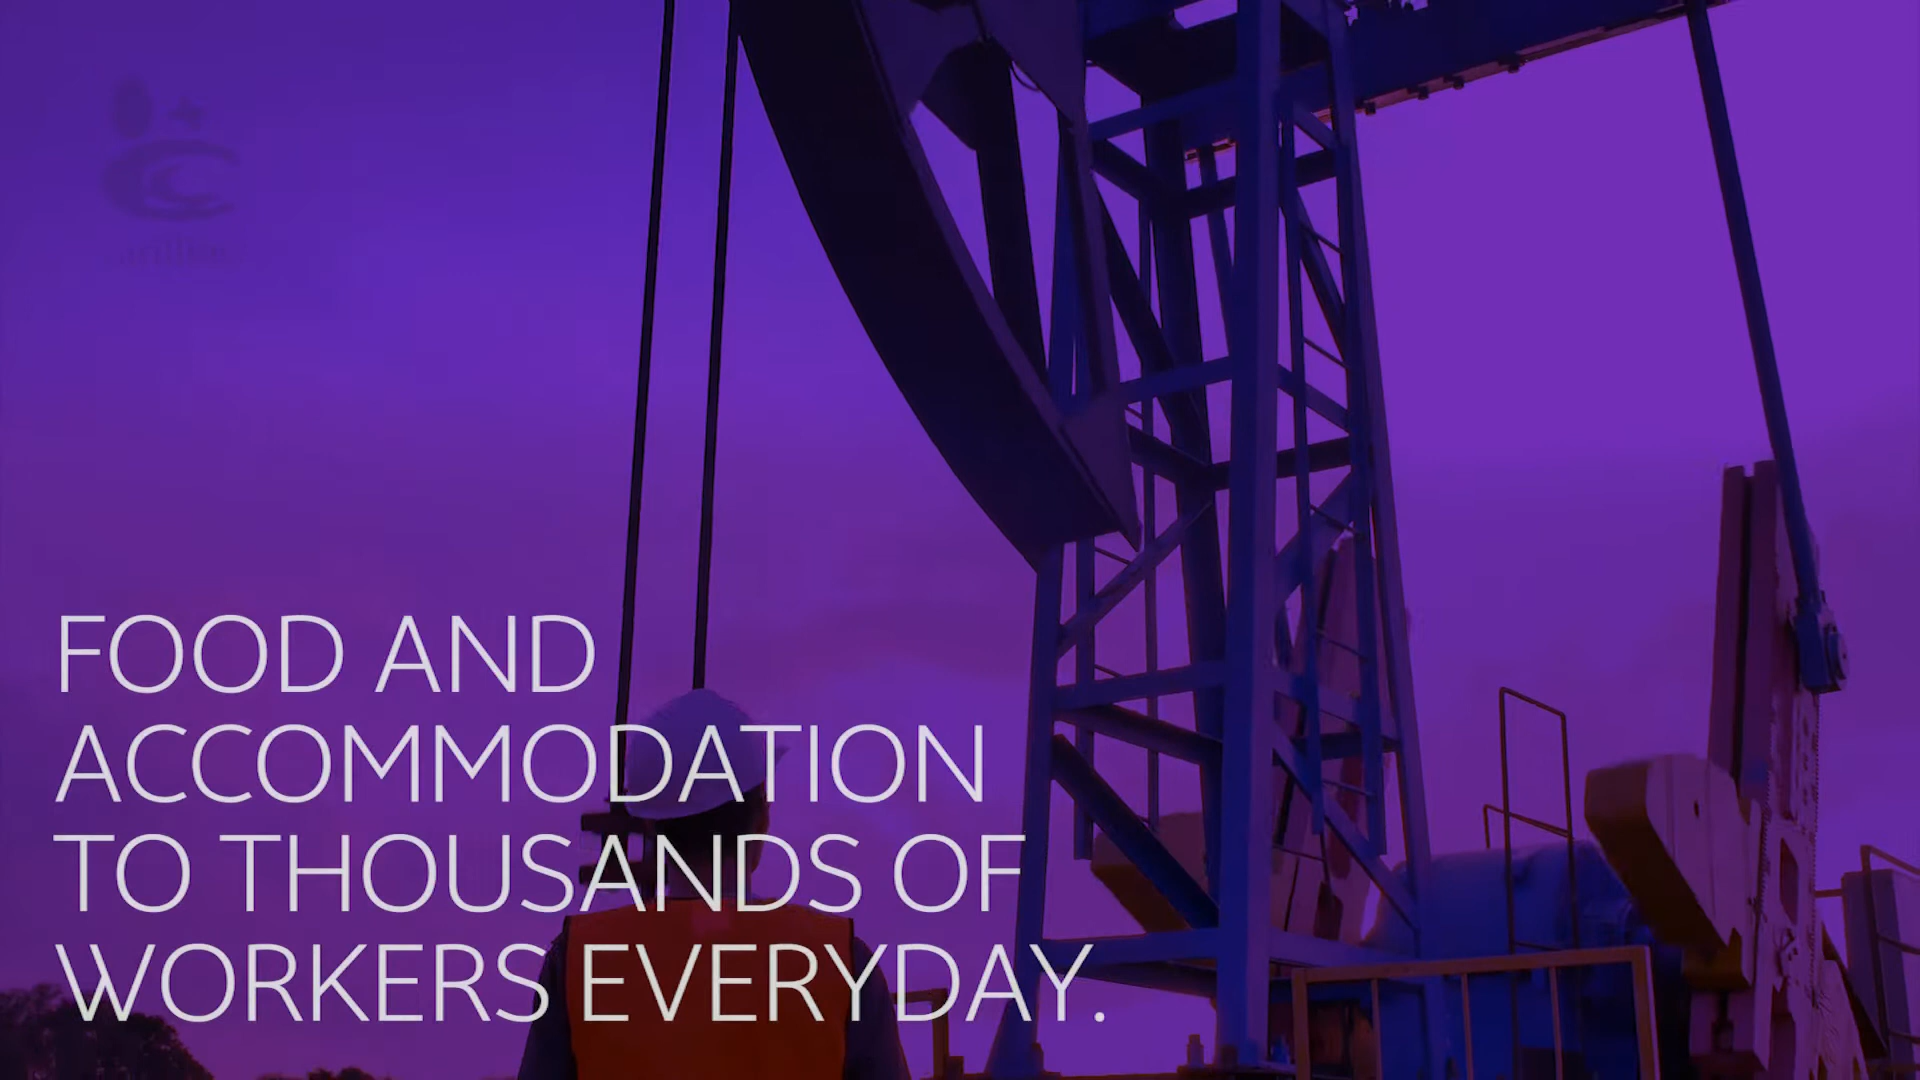 FOOD AND
ACCOMMODATION
TO THOUSANDS OF
WORKERS EVERYDAY.